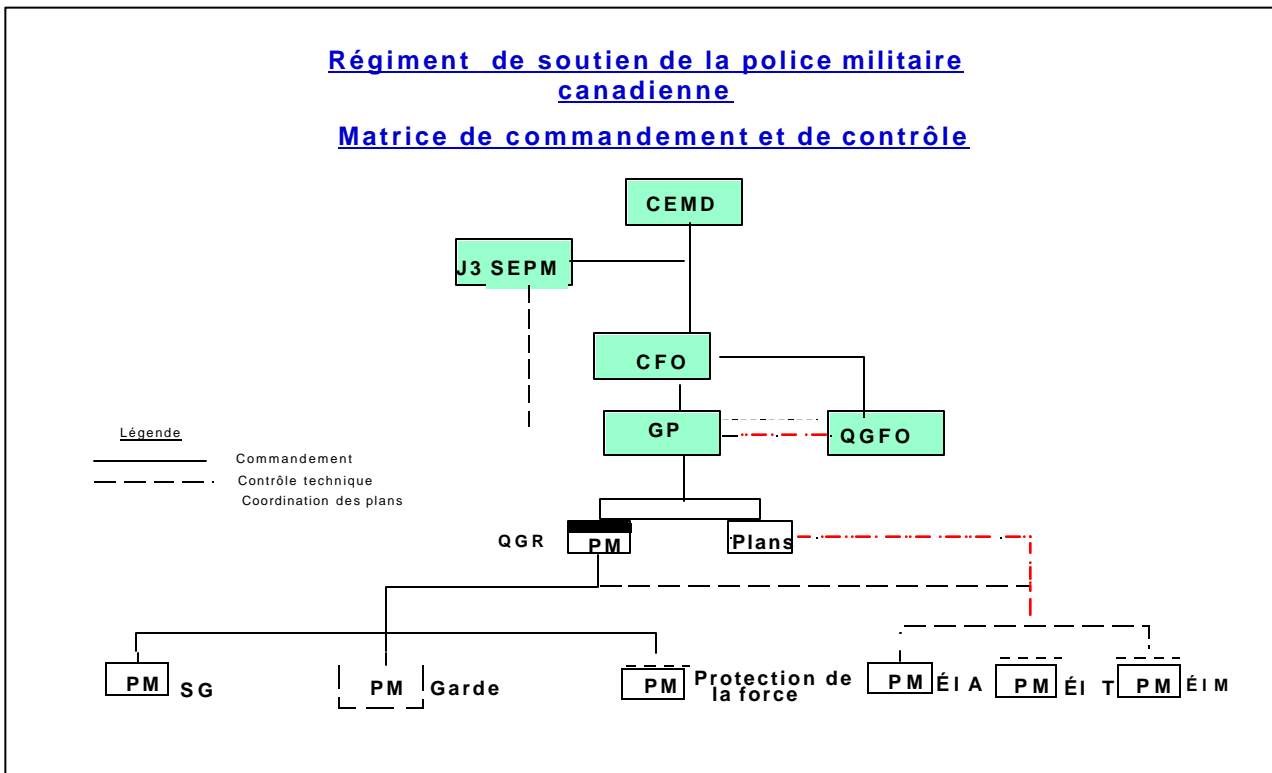 Régiment de soutien de la police militaire
canadienne
Matrice de commandement et de contrôle
CEMD
J3 SEPM
CFO
GP
QGFO
Légende
Commandement
Contrôle technique
Coordination des plans
QGR
PM
Plans
PM
SG
PM
Garde
PM
Protection de
la force
PM
ÉI A
PM
ÉI T
PM
ÉI M